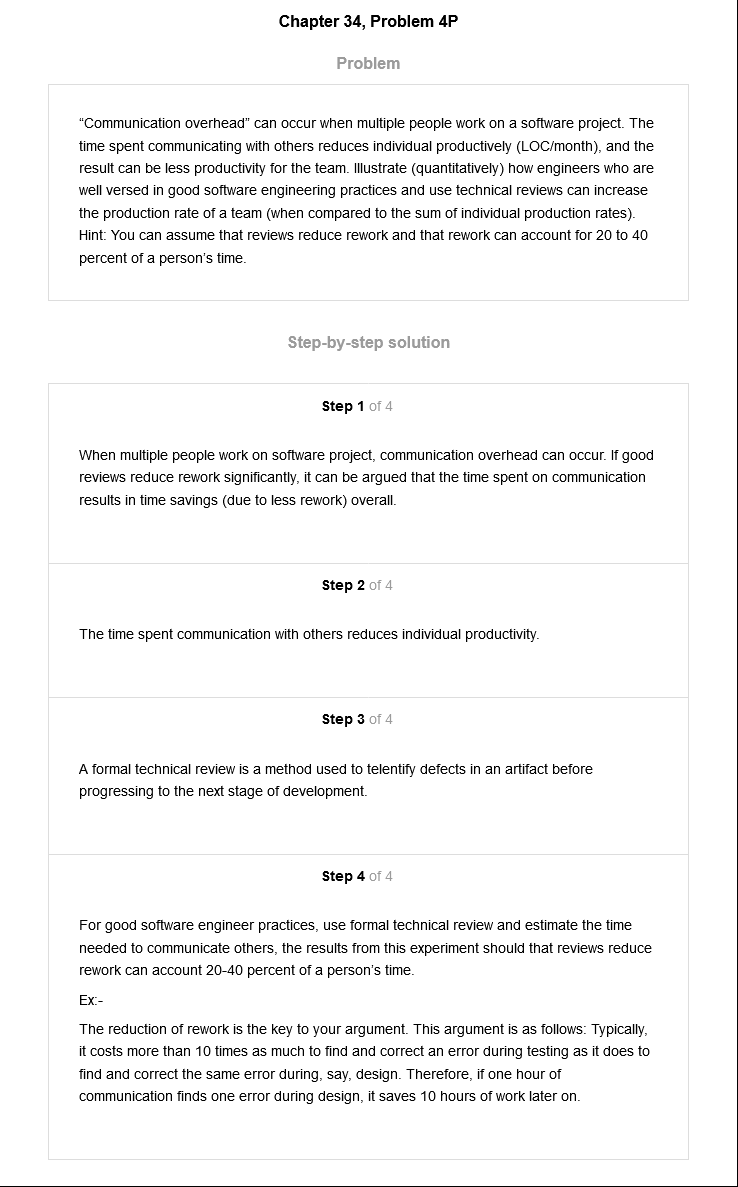 Chapter 34, Problem 4P
Problem
“Communication overhead” can occur when multiple people work on a software project. The
time spent communicating with others reduces individual productively (LOC/month), and the
result can be less productivity for the team. Illustrate (quantitatively) how engineers who are
well versed in good software engineering practices and use technical reviews can increase
the production rate of a team (when compared to the sum of individual production rates).
Hint: You can assume that reviews reduce rework and that rework can account for 20 to 40
percent of a person’s time.
Step-by-step solution
Step 1 of 4
When multiple people work on software project, communication overhead can occur. If good
reviews reduce rework significantly, it can be argued that the time spent on communication
results in time savings (due to less rework) overall.
Step 2 of 4
The time spent communication with others reduces individual productivity.
Step 3 of 4
A formal technical review is a method used to telentify defects in an artifact before
progressing to the next stage of development.
Step 4 of 4
For good software engineer practices, use formal technical review and estimate the time
needed to communicate others, the results from this experiment should that reviews reduce
rework can account 20-40 percent of a person’s time.
Ex:-
The reduction of rework is the key to your argument. This argument is as follows: Typically,
it costs more than 10 times as much to find and correct an error during testing as it does to
find and correct the same error during, say, design. Therefore, if one hour of
communication finds one error during design, it saves 10 hours of work later on.